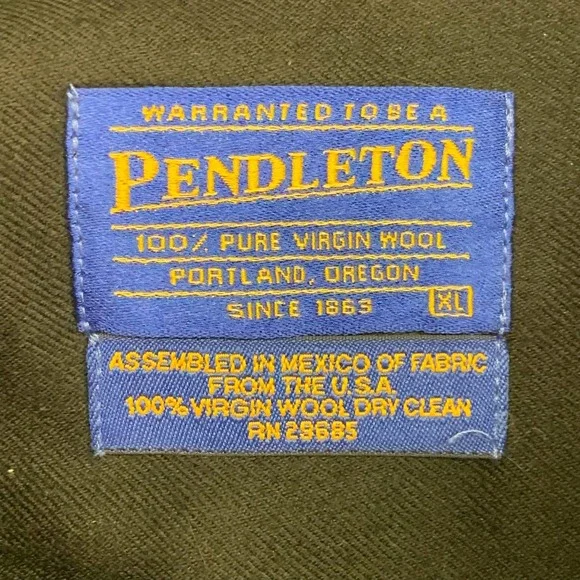 WARRANTED TO BE A
PENDLETON
100% PURE VIRGIN WOOL
PORTLAND, OREGON
SINCE 1863 XL
ASSEMBLED IN MEXICO OF FABRIC
FROM THE U.S.A.
100% VIRGIN WOOL DRY CLEAN
RN 29685